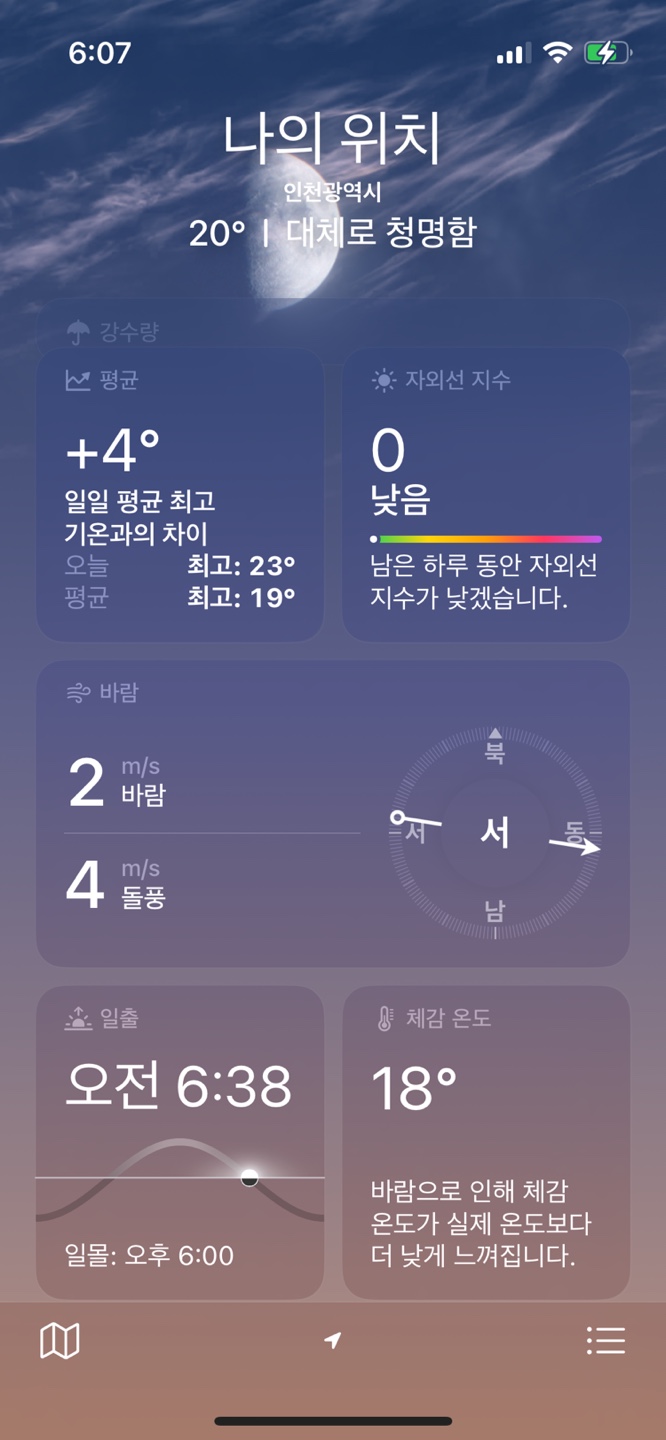 6:07
나의 위치
인천광역시
20° | 대체로 청명함
강수량
평균
+4°
일일 평균 최고
기온과의 차이
오늘 최고: 23°
평균 최고: 19°
자외선 지수
0
낮음
남은 하루 동안 자외선
지수가 낮겠습니다.
바람
2 m/s
바람
4 m/s
돌풍
북
서 서 동
남
일출
오전 6:38
일몰: 오후 6:00
체감 온도
18°
바람으로 인해 체감
온도가 실제 온도보다
더 낮게 느껴집니다.